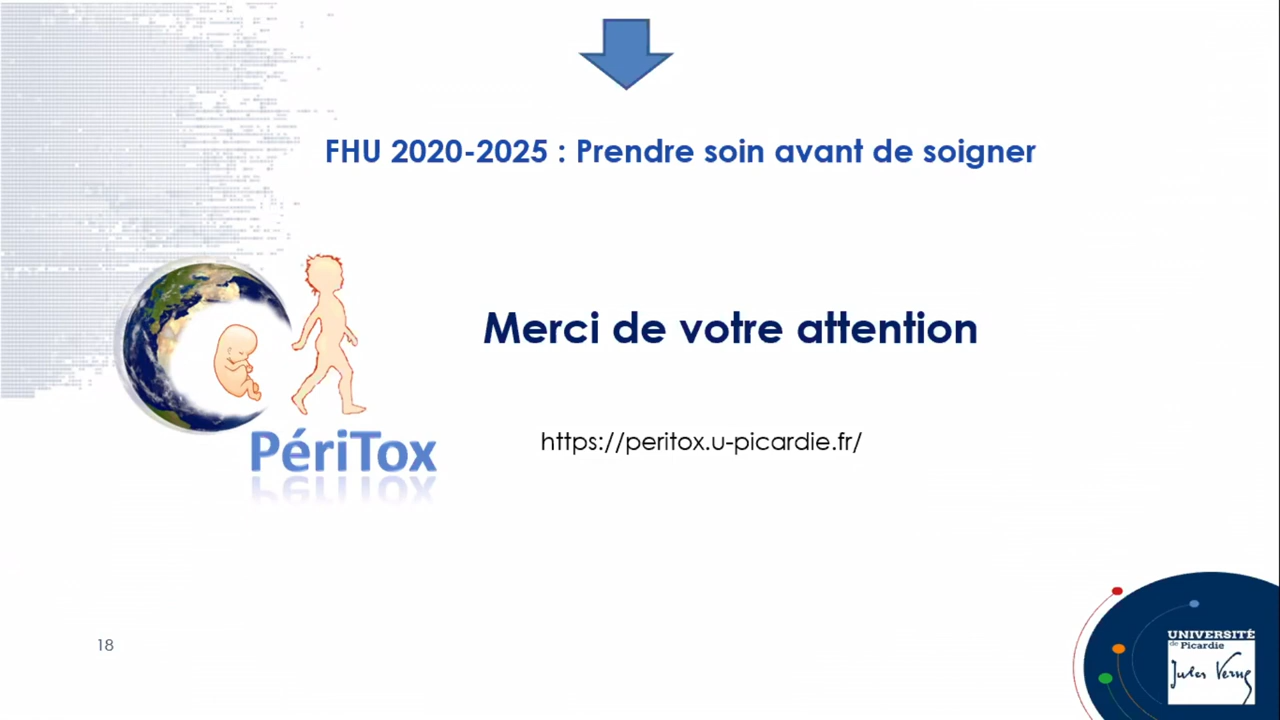 FHU 2020-2025 : Prendre soin avant de soigner
Merci de votre attention
PériTox
https://peritox.u-picardie.fr/
18
UNIVERSITÉ
de Picardie
Jules Verne